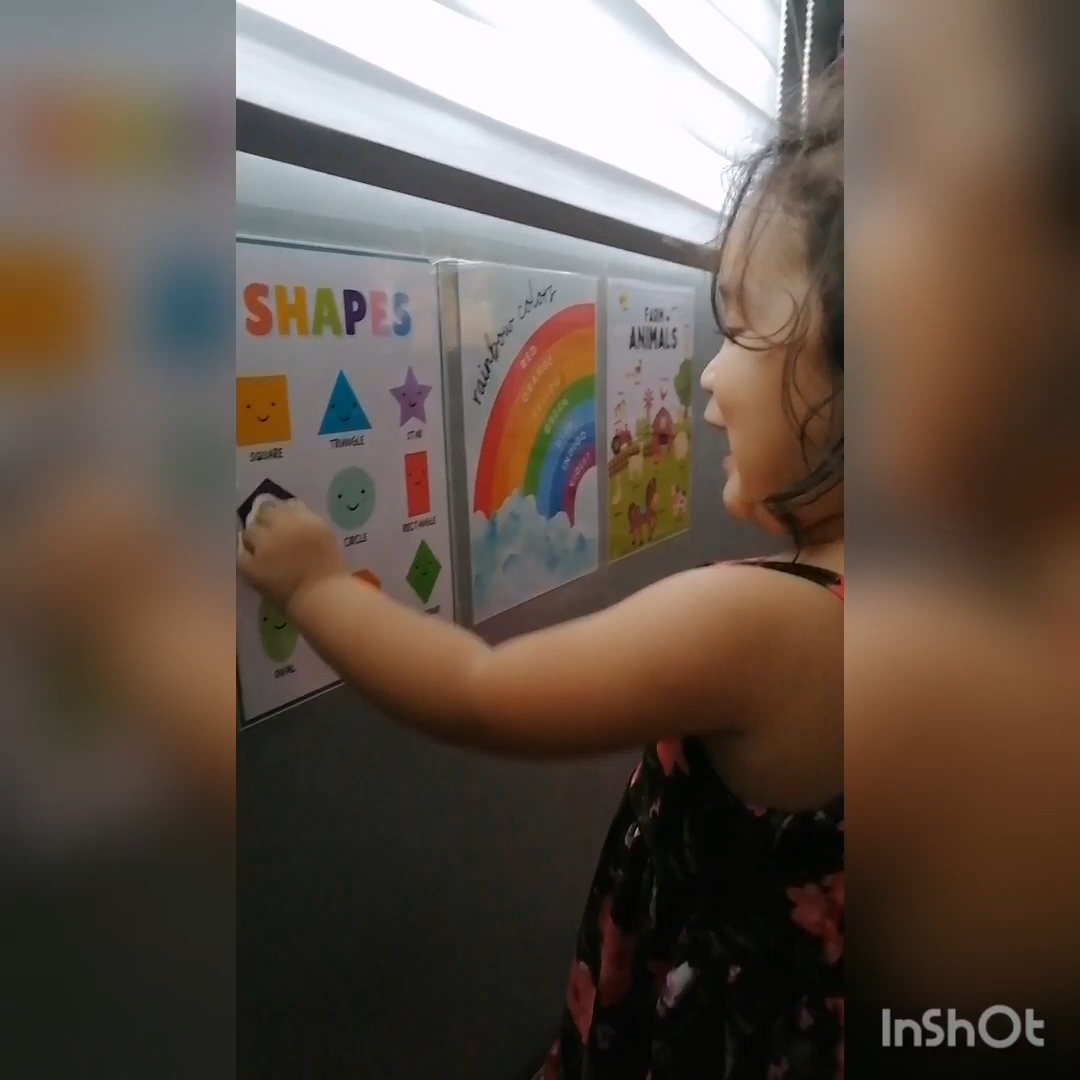 SHAPES
SQUARE
TRIANGLE
STAR
CIRCLE
RECTANGLE
OVAL
rainbow colors
RED
ORANGE
YELLOW
GREEN
BLUE
INDIGO
VIOLET
FARM
ANIMALS
InShOt